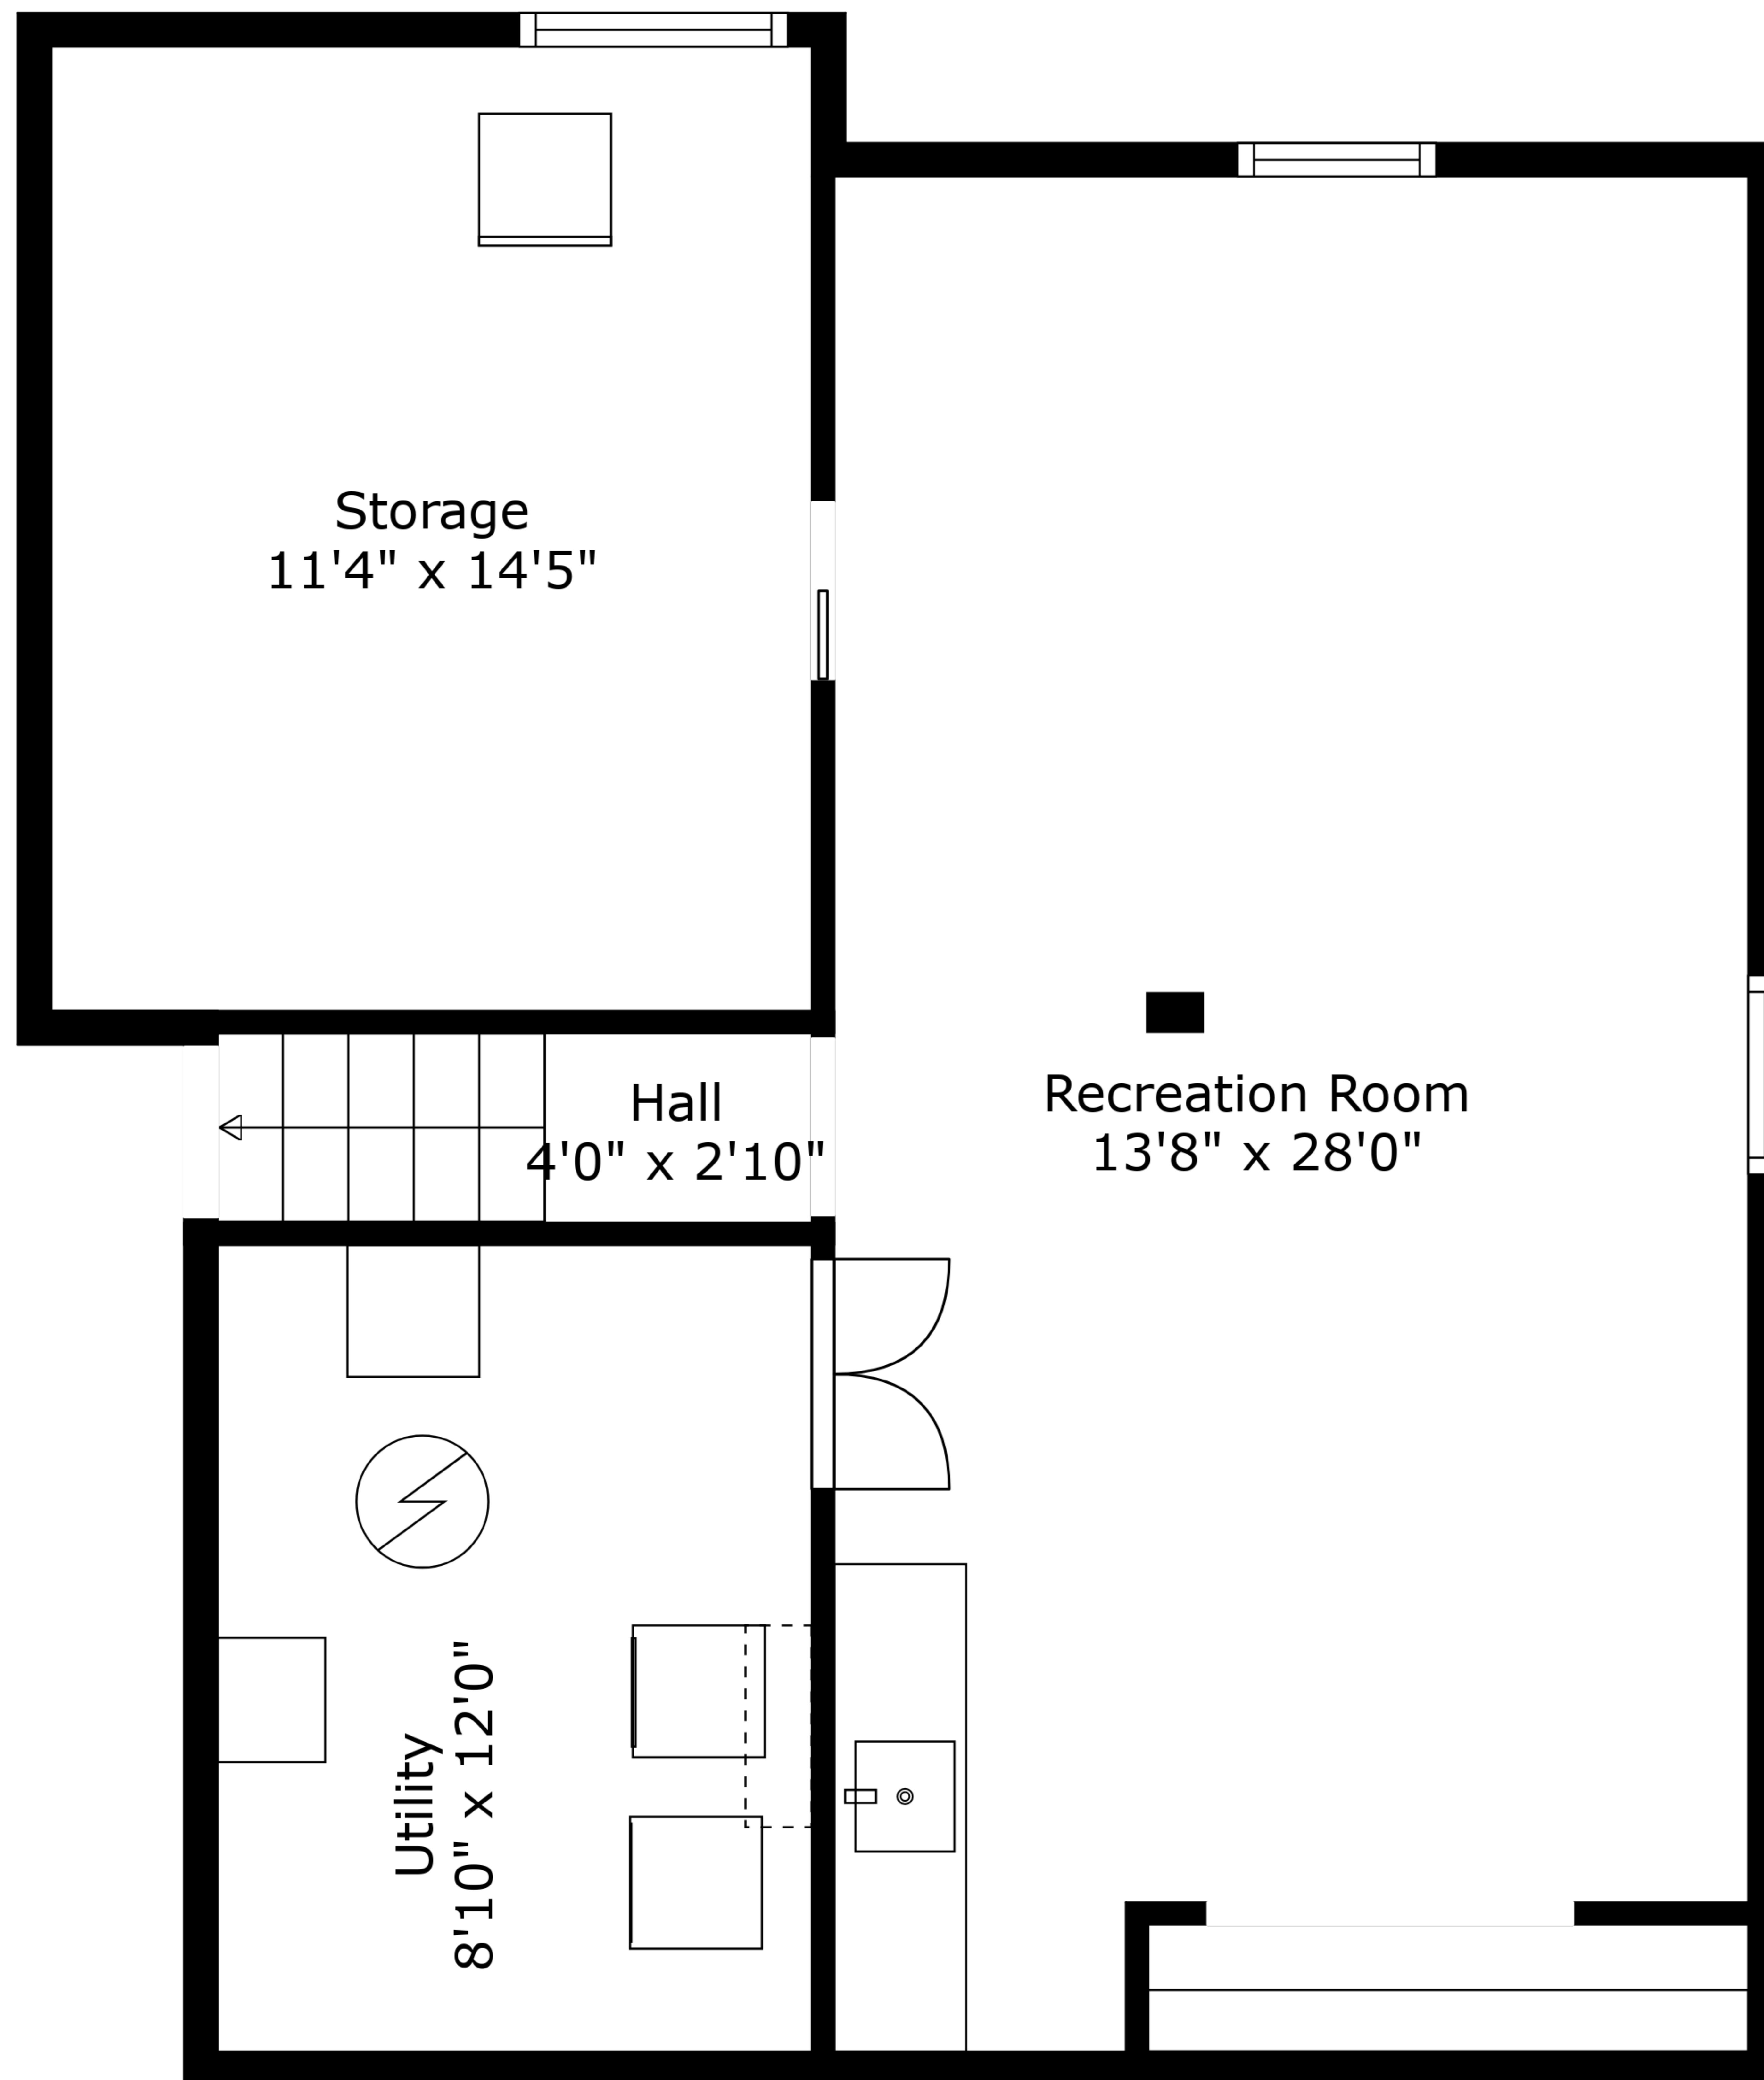 Storage
11'4" x 14'5"
Hall
4'0" x 2'10"
Recreation Room
13'8" x 28'0"
Utility
8'10" x 12'0"